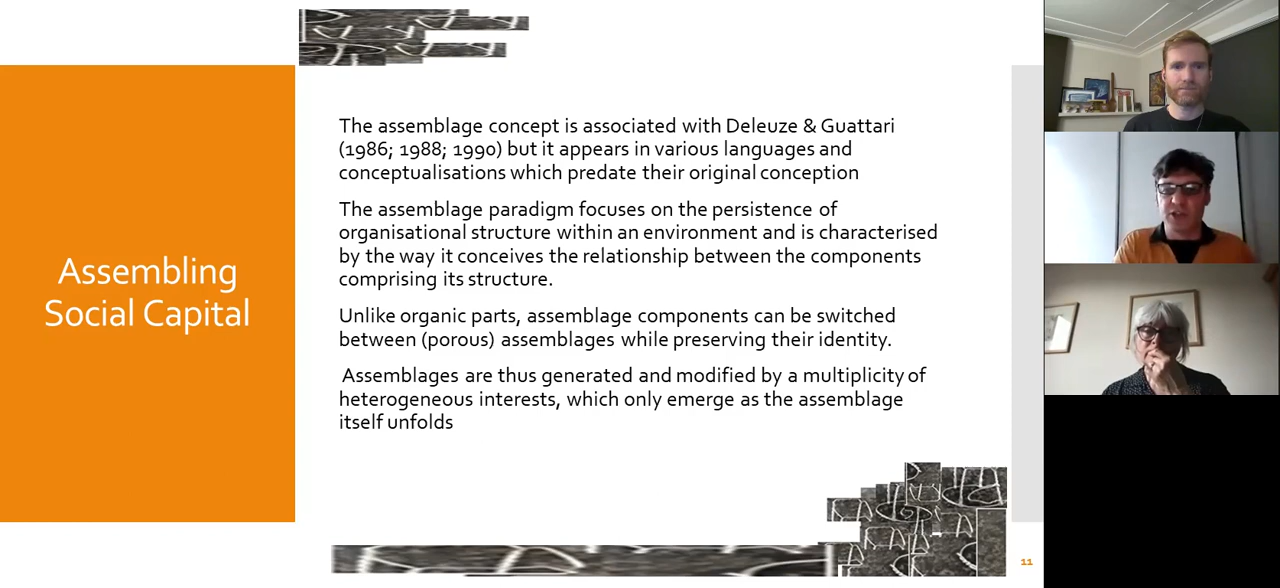 Assembling
Social Capital
The assemblage concept is associated with Deleuze & Guattari
(1986; 1988; 1990) but it appears in various languages and
conceptualisations which predate their original conception
The assemblage paradigm focuses on the persistence of
organisational structure within an environment and is characterised
by the way it conceives the relationship between the components
comprising its structure.
Unlike organic parts, assemblage components can be switched
between (porous) assemblages while preserving their identity.
Assemblages are thus generated and modified by a multiplicity of
heterogeneous interests, which only emerge as the assemblage
itself unfolds
11